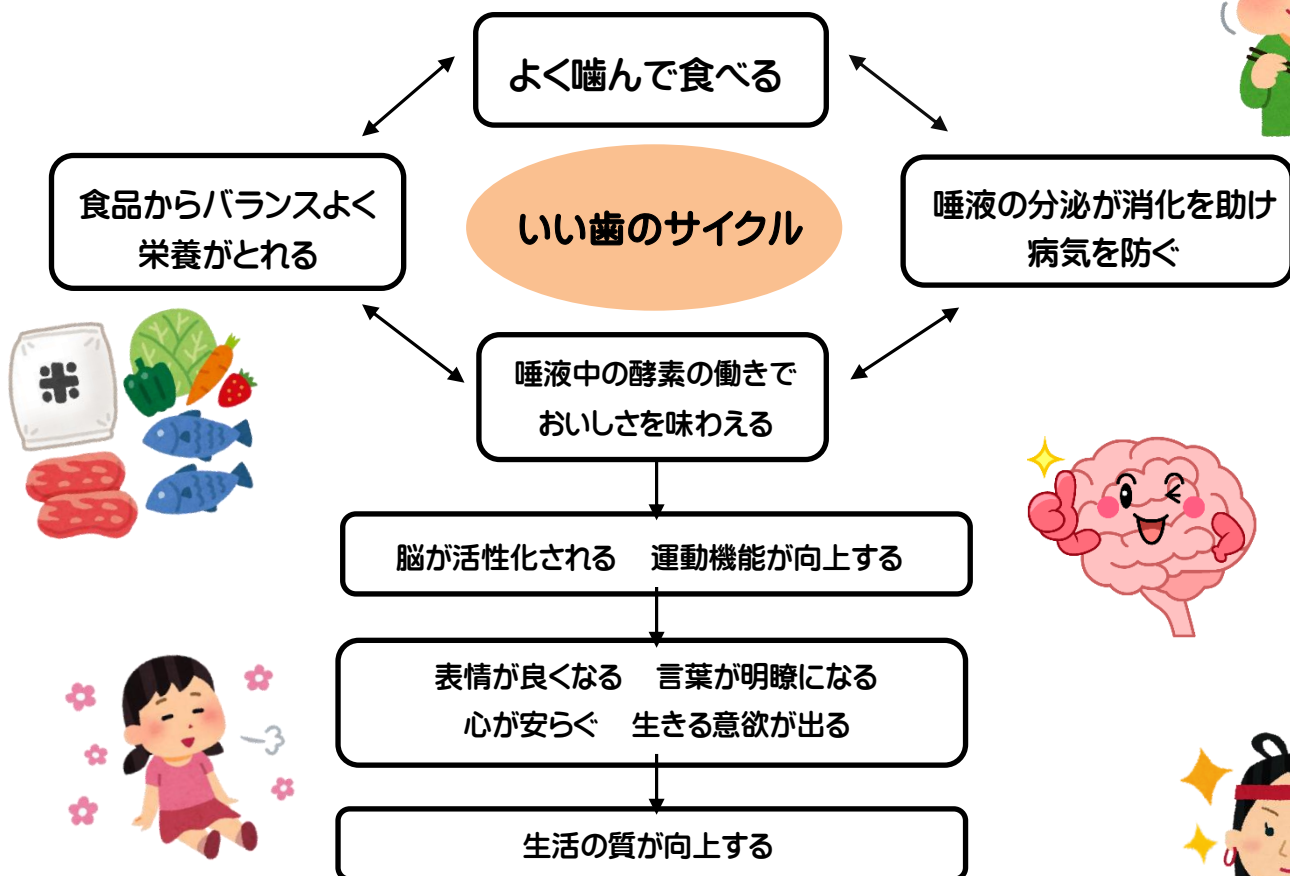 よく噛んで食べる
食品からバランスよく
栄養がとれる
いい歯のサイクル
唾液の分泌が消化を助け
病気を防ぐ
唾液中の酵素の働きで
おいしさを味わえる
米
脳が活性化される 運動機能が向上する
表情が良くなる 言葉が明瞭になる
心が安らぐ 生きる意欲が出る
生活の質が向上する